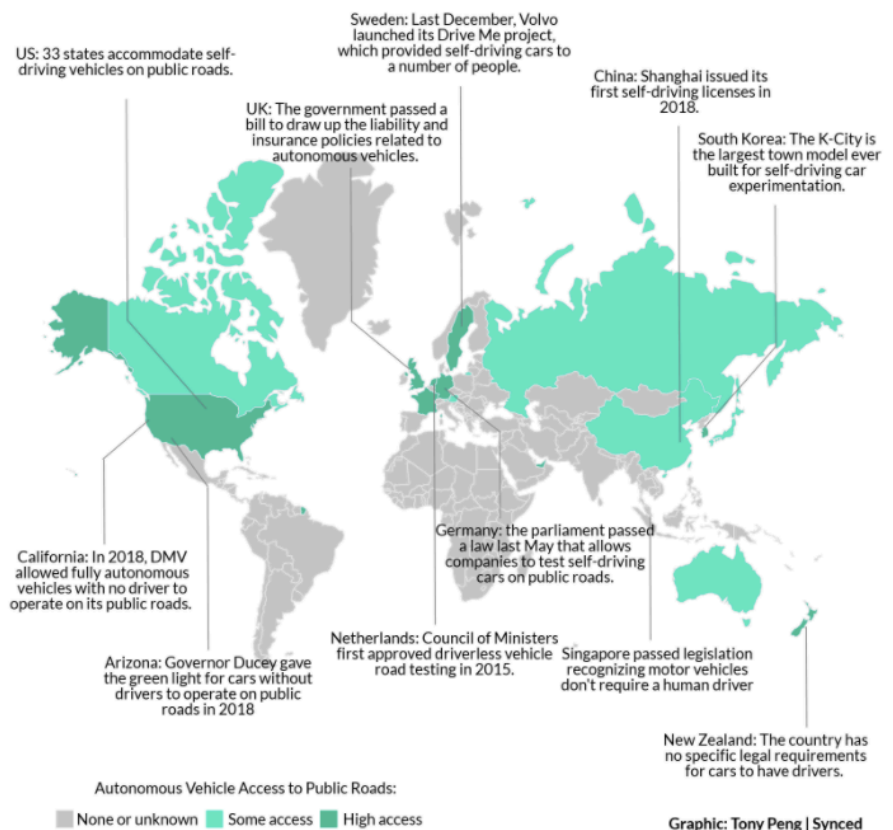 Sweden: Last December, Volvo
launched its Drive Me project,
which provided self-driving cars to
a number of people.
US: 33 states accommodate self-
driving vehicles on public roads.
China: Shanghai issued its
first self-driving licenses in
2018.
UK: The government passed a
bill to draw up the liability and
insurance policies related to
autonomous vehicles.
South Korea: The K-City is
the largest town model ever
built for self-driving car
experimentation.
Germany: the parliament passed
a law last May that allows
companies to test self-driving
cars on public roads.
California: In 2018, DMV
allowed fully autonomous
vehicles with no driver to
operate on its public roads.
Netherlands: Council of Ministers
first approved driverless vehicle
road testing in 2015.
Singapore passed legislation
recognizing motor vehicles
don't require a human driver
Arizona: Governor Ducey gave
the green light for cars without
drivers to operate on public
roads in 2018
New Zealand: The country has
no specific legal requirements
for cars to have drivers.
Autonomous Vehicle Access to Public Roads:
None or unknown Some access High access
Graphic: Tony Peng | Synced